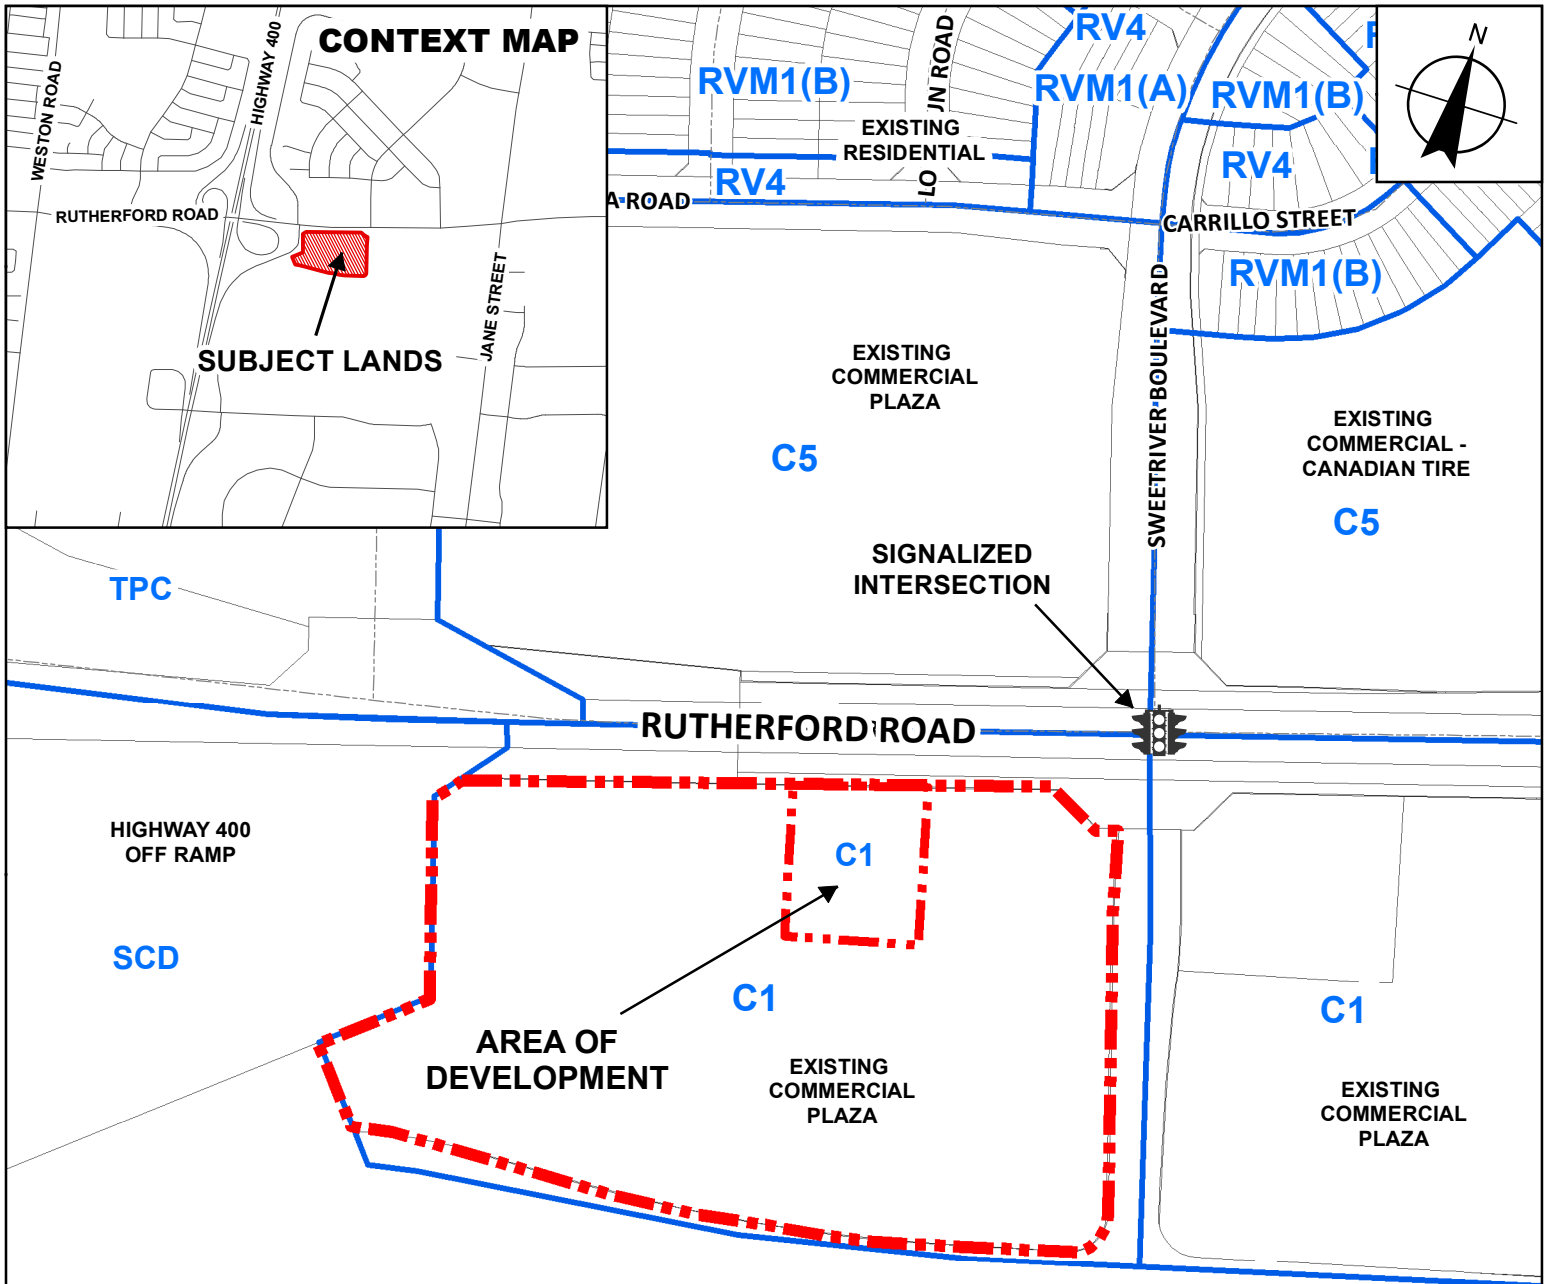 CONTEXT MAP
HIGHWAY 400
WESTON ROAD
RUTHERFORD ROAD
JANE STREET
SUBJECT LANDS
N
RV4
RVM1(B)
RVM1(A)
RVM1(B)
EXISTING
RESIDENTIAL
RV4
RV4
ROAD
CARRILLO STREET
RVM1(B)
SWEETRIVER BOULEVARD
EXISTING
COMMERCIAL
PLAZA
C5
EXISTING
COMMERCIAL -
CANADIAN TIRE
C5
SIGNALIZED
INTERSECTION
TPC
RUTHERFORD ROAD
HIGHWAY 400
OFF RAMP
SCD
C1
C1
AREA OF
DEVELOPMENT
EXISTING
COMMERCIAL
PLAZA
C1
EXISTING
COMMERCIAL
PLAZA